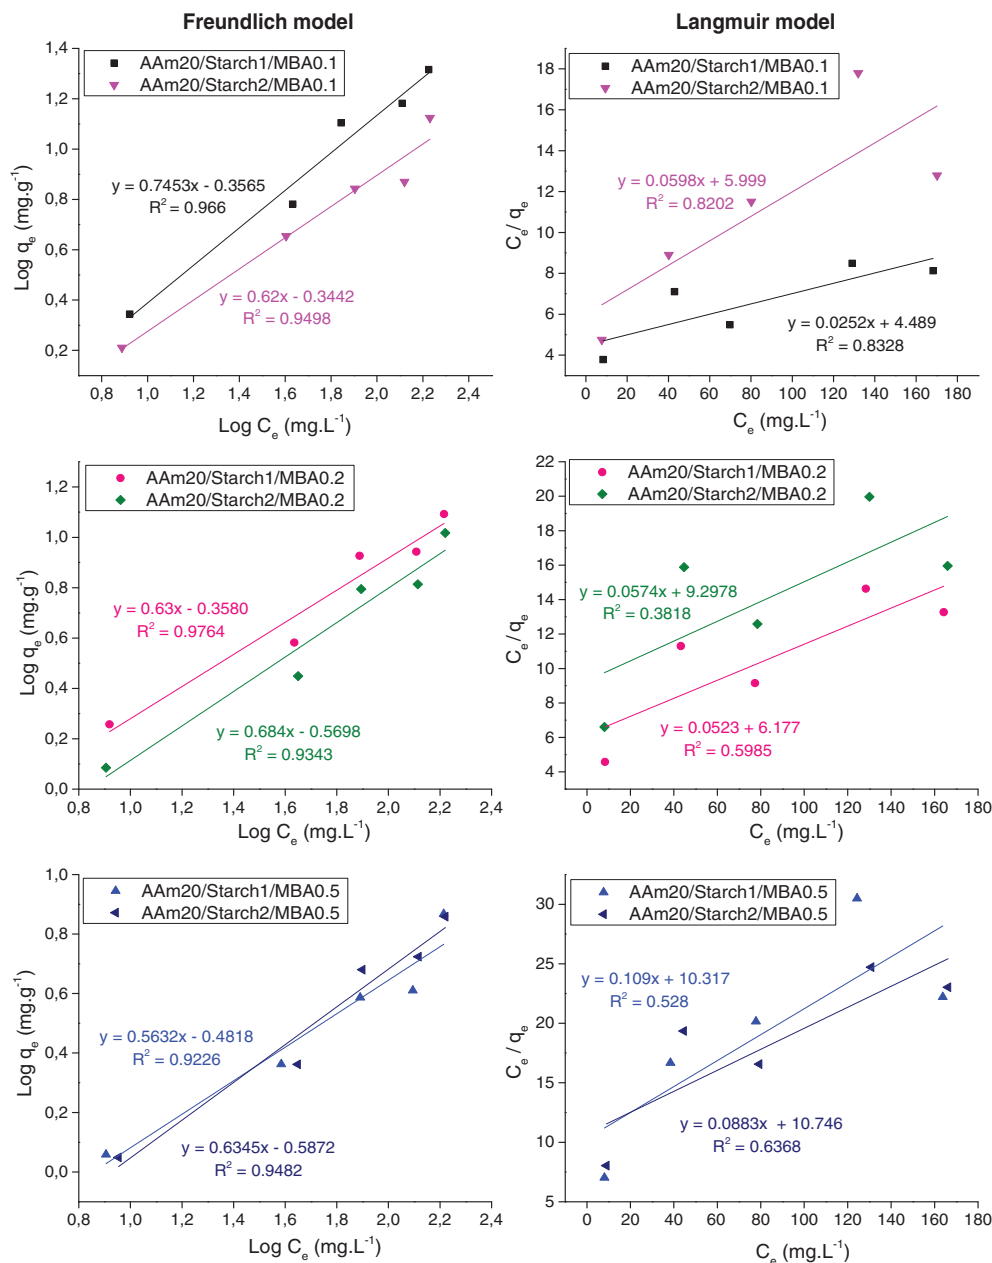 Freundlich model
Langmuir model
1,4
1,2
1,0
0,8
0,6
0,4
0,2
Log qe (mg.g-1)
AAm20/Starch1/MBA0.1
AAm20/Starch2/MBA0.1
y = 0.7453x - 0.3565
R2 = 0.966
y = 0.62x - 0.3442
R2 = 0.9498
0,8 1,0 1,2 1,4 1,6 1,8 2,0 2,2 2,4
Log Ce (mg.L-1)
18
16
14
12
10
8
6
4
Ce / qe
AAm20/Starch1/MBA0.1
AAm20/Starch2/MBA0.1
y = 0.0598x + 5.999
R2 = 0.8202
y = 0.0252x + 4.489
R2 = 0.8328
0 20 40 60 80 100 120 140 160 180
Ce (mg.L-1)
1,2
1,0
0,8
0,6
0,4
0,2
0,0
Log qe (mg.g-1)
AAm20/Starch1/MBA0.2
AAm20/Starch2/MBA0.2
y = 0.63x - 0.3580
R2 = 0.9764
y = 0.684x - 0.5698
R2 = 0.9343
0,8 1,0 1,2 1,4 1,6 1,8 2,0 2,2 2,4
Log Ce (mg.L-1)
22
20
18
16
14
12
10
8
6
4
Ce / qe
AAm20/Starch1/MBA0.2
AAm20/Starch2/MBA0.2
y = 0.0574x + 9.2978
R2 = 0.3818
y = 0.0523 + 6.177
R2 = 0.5985
0 20 40 60 80 100 120 140 160 180
Ce (mg.L-1)
1,0
0,8
0,6
0,4
0,2
0,0
Log qe (mg.g-1)
AAm20/Starch1/MBA0.5
AAm20/Starch2/MBA0.5
y = 0.5632x - 0.4818
R2 = 0.9226
y = 0.6345x - 0.5872
R2 = 0.9482
0,8 1,0 1,2 1,4 1,6 1,8 2,0 2,2 2,4
Log Ce (mg.L-1)
30
25
20
15
10
5
Ce / qe
AAm20/Starch1/MBA0.5
AAm20/Starch2/MBA0.5
y = 0.109x + 10.317
R2 = 0.528
y = 0.0883x + 10.746
R2 = 0.6368
0 20 40 60 80 100 120 140 160 180
Ce (mg.L-1)